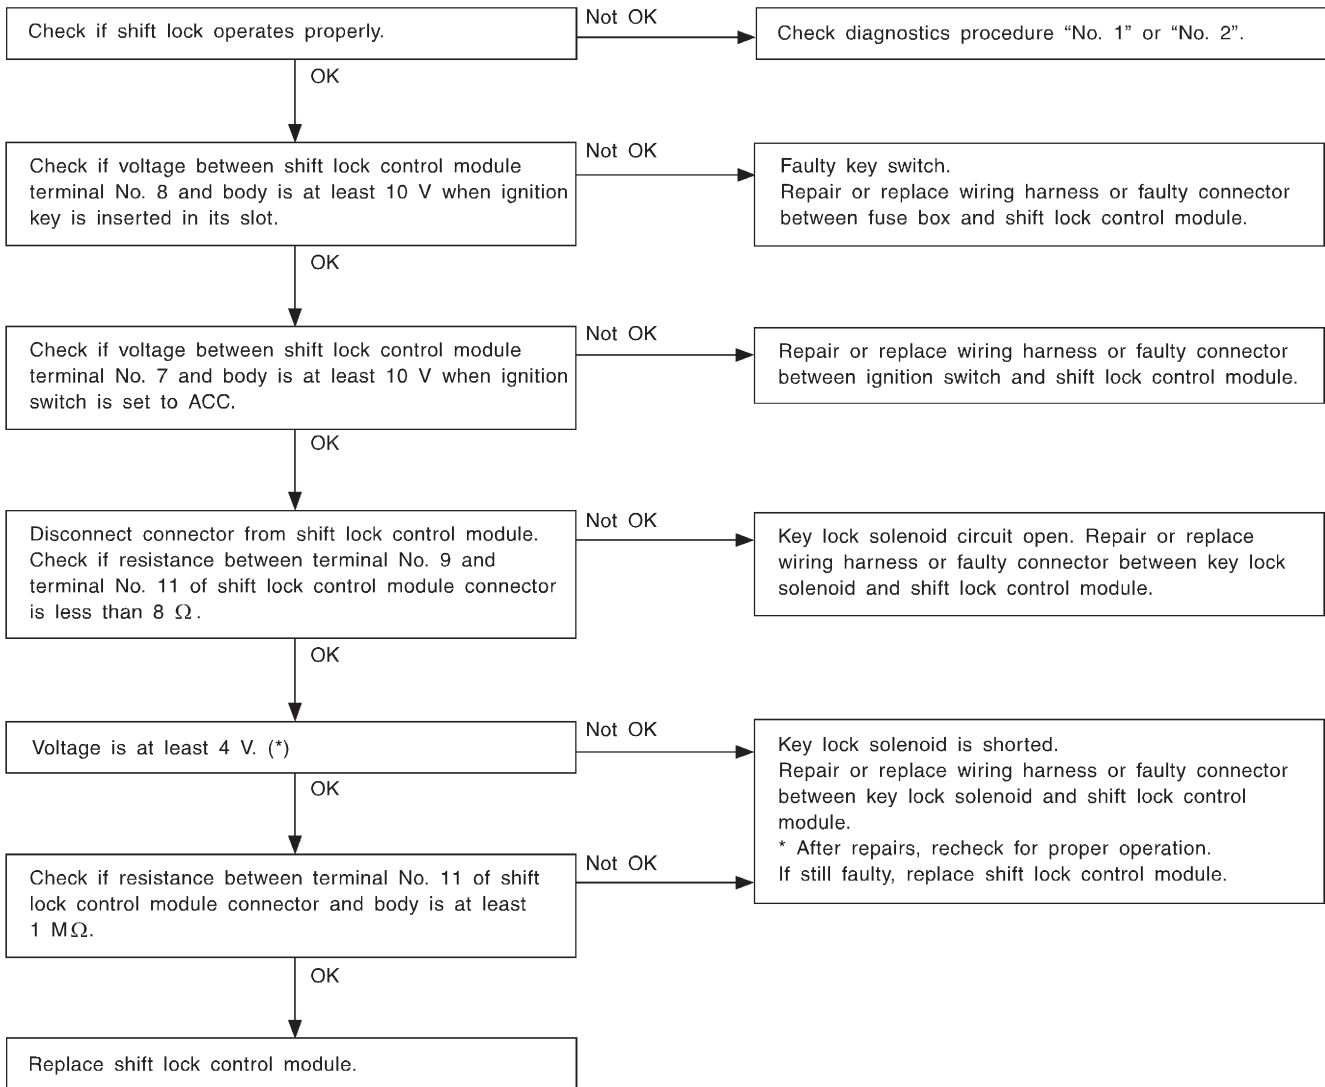 Check if shift lock operates properly.
Not OK
Check diagnostics procedure “No. 1” or “No. 2”.
OK
Check if voltage between shift lock control module
terminal No. 8 and body is at least 10 V when ignition
key is inserted in its slot.
Not OK
Faulty key switch.
Repair or replace wiring harness or faulty connector
between fuse box and shift lock control module.
OK
Check if voltage between shift lock control module
terminal No. 7 and body is at least 10 V when ignition
switch is set to ACC.
Not OK
Repair or replace wiring harness or faulty connector
between ignition switch and shift lock control module.
OK
Disconnect connector from shift lock control module.
Check if resistance between terminal No. 9 and
terminal No. 11 of shift lock control module connector
is less than 8 Ω.
Not OK
Key lock solenoid circuit open. Repair or replace
wiring harness or faulty connector between key lock
solenoid and shift lock control module.
OK
Voltage is at least 4 V. (*)
Not OK
Key lock solenoid is shorted.
Repair or replace wiring harness or faulty connector
between key lock solenoid and shift lock control
module.
* After repairs, recheck for proper operation.
If still faulty, replace shift lock control module.
OK
Check if resistance between terminal No. 11 of shift
lock control module connector and body is at least
1 MΩ.
Not OK
OK
Replace shift lock control module.